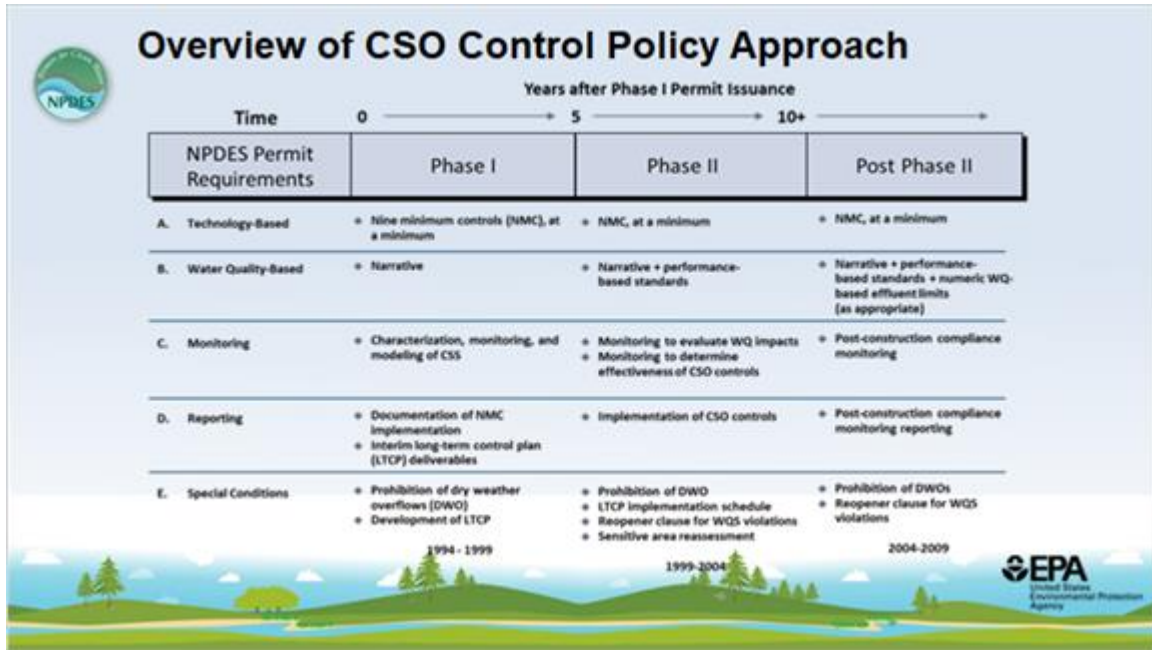 Overview of CSO Control Policy Approach
NPDES
Years after Phase I Permit Issuance
Time 0 5 10+
NPDES Permit
Requirements
Phase I
Phase II
Post Phase II
A. Technology-Based
Nine minimum controls (NMC), at
a minimum
NMC, at a minimum
NMC, at a minimum
B. Water Quality-Based
Narrative
Narrative + performance-
based standards
Narrative + performance-
based standards + numeric WQ-
based effluent limits
(as appropriate)
C. Monitoring
Characterization, monitoring, and
modeling of CSS
Monitoring to evaluate WQ impacts
Monitoring to determine
effectiveness of CSO controls
Post-construction compliance
monitoring
D. Reporting
Documentation of NMC
implementation
Interim long-term control plan
(LTCP) deliverables
Implementation of CSO controls
Post-construction compliance
monitoring reporting
E. Special Conditions
Prohibition of dry weather
overflows (DWO)
Development of LTCP
Prohibition of DWO
LTCP implementation schedule
Reopener clause for WQS violations
Sensitive area reassessment
Prohibition of DWOs
Reopener clause for WQS
violations
1994 - 1999
1999-2004
2004-2009
EPA
United States
Environmental Protection
Agency